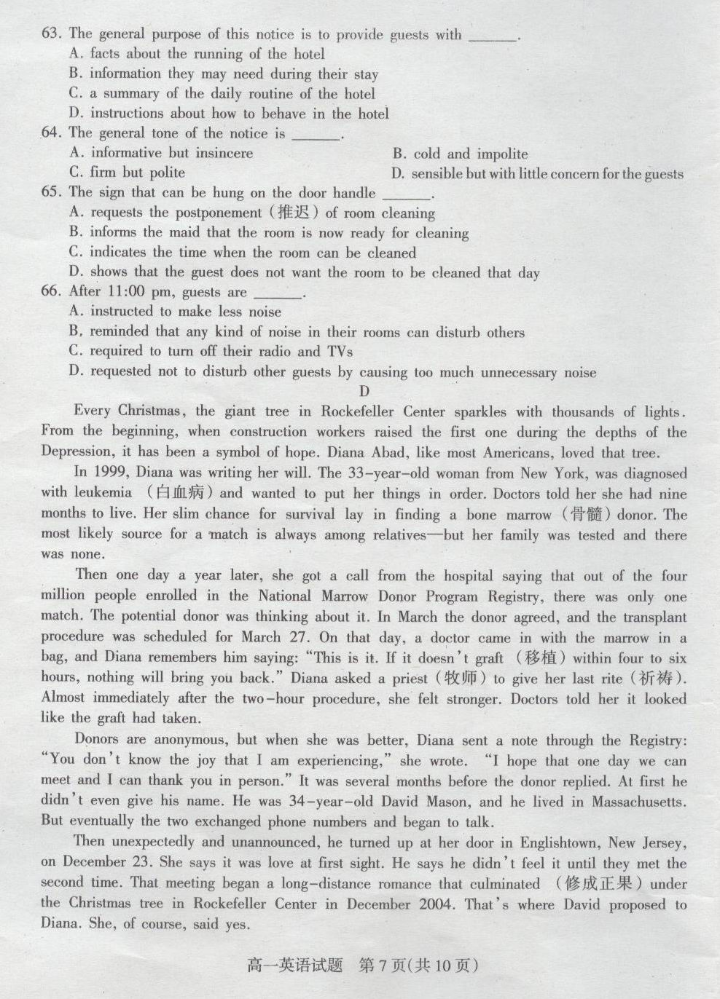 63. The general purpose of this notice is to provide guests with ______.
A. facts about the running of the hotel
B. information they may need during their stay
C. a summary of the daily routine of the hotel
D. instructions about how to behave in the hotel
64. The general tone of the notice is ______.
A. informative but insincere B. cold and impolite
C. firm but polite D. sensible but with little concern for the guests
65. The sign that can be hung on the door handle ______.
A. requests the postponement（推迟）of room cleaning
B. informs the maid that the room is now ready for cleaning
C. indicates the time when the room can be cleaned
D. shows that the guest does not want the room to be cleaned that day
66. After 11:00 pm, guests are ______.
A. instructed to make less noise
B. reminded that any kind of noise in their rooms can disturb others
C. required to turn off their radio and TVs
D. requested not to disturb other guests by causing too much unnecessary noise
D
Every Christmas, the giant tree in Rockefeller Center sparkles with thousands of lights.
From the beginning, when construction workers raised the first one during the depths of the
Depression, it has been a symbol of hope. Diana Abad, like most Americans, loved that tree.
In 1999, Diana was writing her will. The 33-year-old woman from New York, was diagnosed
with leukemia （白血病）and wanted to put her things in order. Doctors told her she had nine
months to live. Her slim chance for survival lay in finding a bone marrow（骨髓）donor. The
most likely source for a match is always among relatives—but her family was tested and there
was none.
Then one day a year later, she got a call from the hospital saying that out of the four
million people enrolled in the National Marrow Donor Program Registry, there was only one
match. The potential donor was thinking about it. In March the donor agreed, and the transplant
procedure was scheduled for March 27. On that day, a doctor came in with the marrow in a
bag, and Diana remembers him saying: “This is it. If it doesn’t graft （移植）within four to six
hours, nothing will bring you back.” Diana asked a priest（牧师）to give her last rite（祈祷）.
Almost immediately after the two-hour procedure, she felt stronger. Doctors told her it looked
like the graft had taken.
Donors are anonymous, but when she was better, Diana sent a note through the Registry:
“You don’t know the joy that I am experiencing,” she wrote. “I hope that one day we can
meet and I can thank you in person.” It was several months before the donor replied. At first he
didn’t even give his name. He was 34-year-old David Mason, and he lived in Massachusetts.
But eventually the two exchanged phone numbers and began to talk.
Then unexpectedly and unannounced, he turned up at her door in Englishtown, New Jersey,
on December 23. She says it was love at first sight. He says he didn’t feel it until they met the
second time. That meeting began a long-distance romance that culminated （修成正果）under
the Christmas tree in Rockefeller Center in December 2004. That’s where David proposed to
Diana. She, of course, said yes.
高一英语试题 第 7 页(共 10 页)